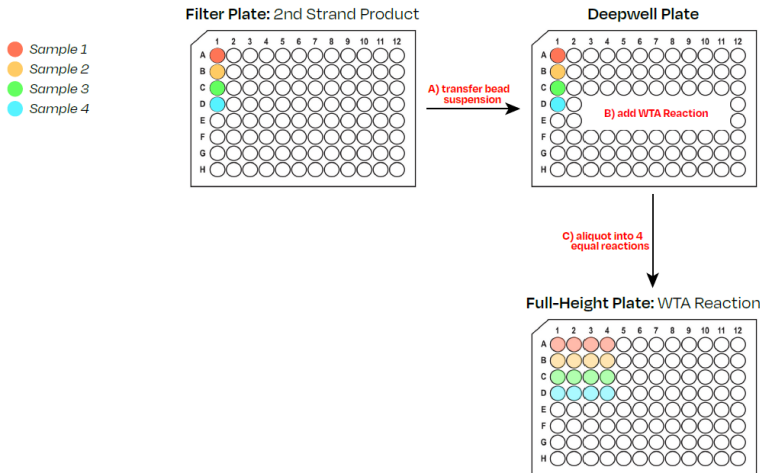 Filter Plate: 2nd Strand Product
Deepwell Plate
Sample 1
Sample 2
Sample 3
Sample 4
1 2 3 4 5 6 7 8 9 10 11 12
A
B
C
D
E
F
G
H
A) transfer bead
suspension
1 2 3 4 5 6 7 8 9 10 11 12
A
B
C
D
E
F
G
H
B) add WTA Reaction
C) aliquot into 4
equal reactions
Full-Height Plate: WTA Reaction
1 2 3 4 5 6 7 8 9 10 11 12
A
B
C
D
E
F
G
H